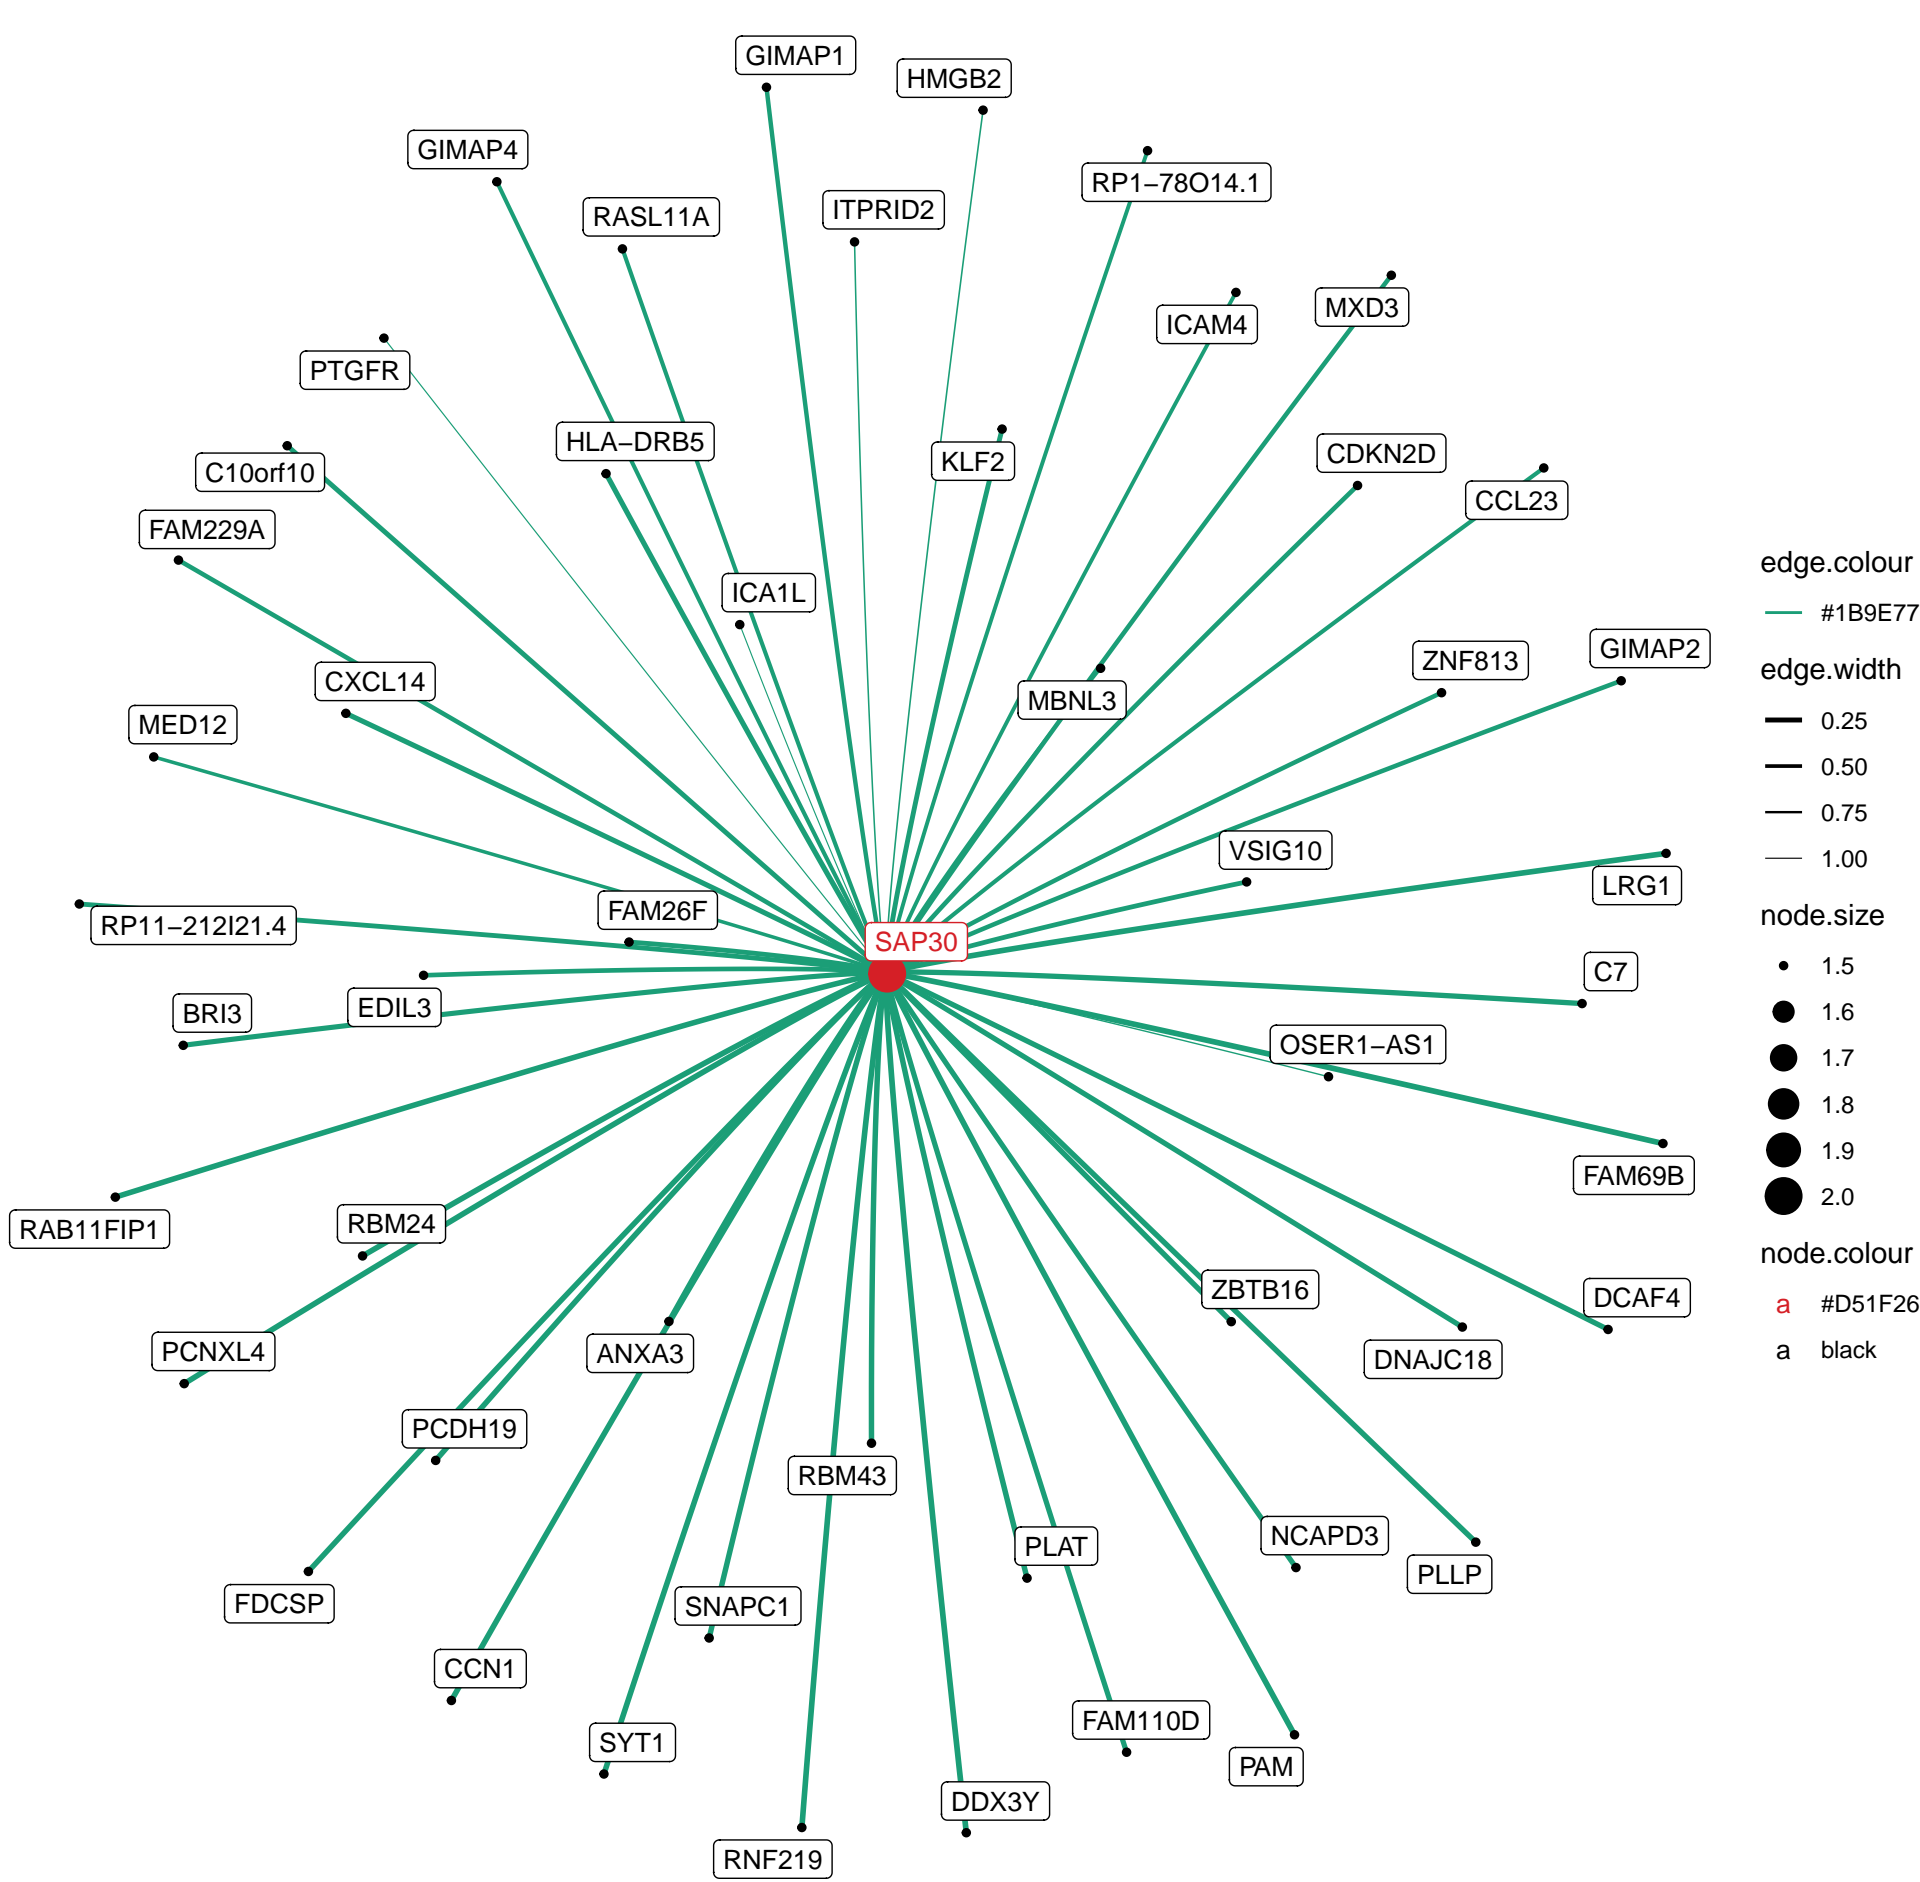 GIMAP1
HMGB2
GIMAP4
RP1−78O14.1
ITPRID2
RASL11A
MXD3
ICAM4
PTGFR
HLA−DRB5
CDKN2D
KLF2
C10orf10
CCL23
FAM229A
ICA1L
GIMAP2
ZNF813
CXCL14
MBNL3
MED12
VSIG10
LRG1
FAM26F
RP11−212I21.4
SAP30
C7
EDIL3
BRI3
OSER1−AS1
FAM69B
RBM24
RAB11FIP1
ZBTB16
DCAF4
PCNXL4
ANXA3
DNAJC18
PCDH19
RBM43
NCAPD3
PLAT
PLLP
FDCSP
SNAPC1
CCN1
FAM110D
SYT1
PAM
DDX3Y
RNF219
edge.colour
#1B9E77
edge.width
0.25
0.50
0.75
1.00
node.size
1.5
1.6
1.7
1.8
1.9
2.0
node.colour
a #D51F26
a black